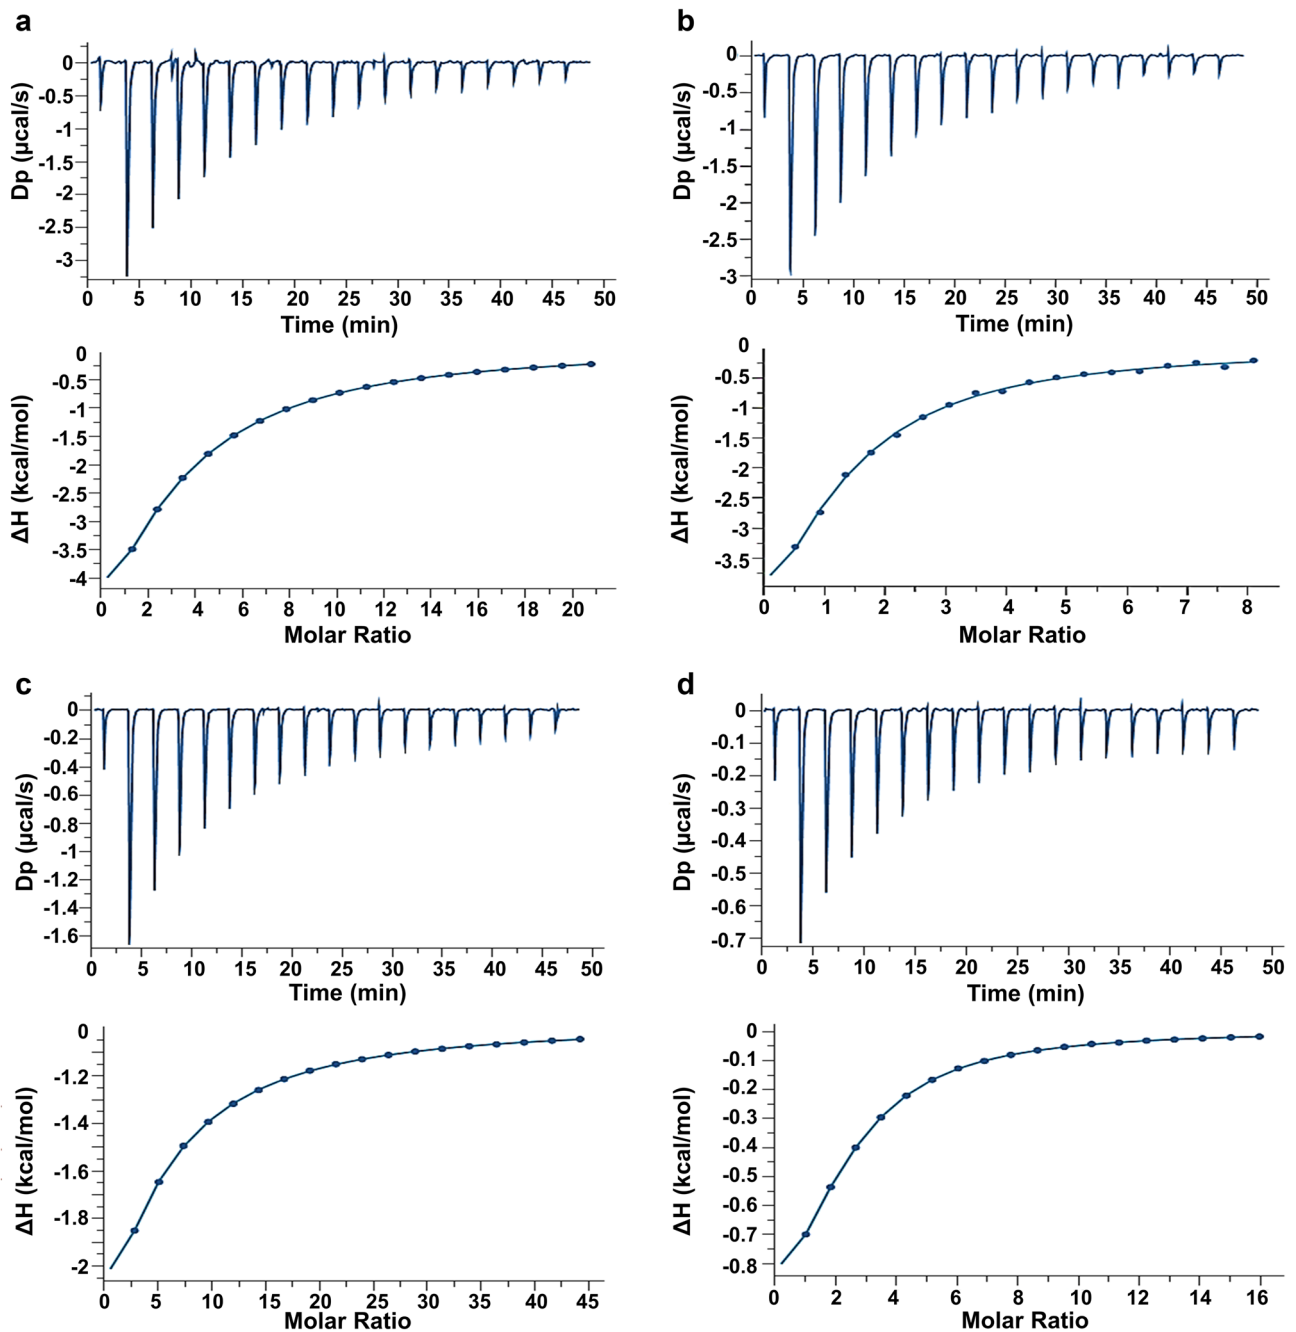 a
Dp (µcal/s)
0
-0.5
-1
-1.5
-2
-2.5
-3
0 5 10 15 20 25 30 35 40 45 50
Time (min)
ΔH (kcal/mol)
0
-0.5
-1
-1.5
-2
-2.5
-3
-3.5
-4
0 2 4 6 8 10 12 14 16 18 20
Molar Ratio
b
Dp (µcal/s)
0
-0.5
-1
-1.5
-2
-2.5
-3
0 5 10 15 20 25 30 35 40 45 50
Time (min)
ΔH (kcal/mol)
0
-0.5
-1
-1.5
-2
-2.5
-3
-3.5
0 1 2 3 4 5 6 7 8
Molar Ratio
c
Dp (µcal/s)
0
-0.2
-0.4
-0.6
-0.8
-1
-1.2
-1.4
-1.6
0 5 10 15 20 25 30 35 40 45 50
Time (min)
ΔH (kcal/mol)
0
-1.2
-1.4
-1.6
-1.8
-2
0 5 10 15 20 25 30 35 40 45
Molar Ratio
d
Dp (µcal/s)
0
-0.1
-0.2
-0.3
-0.4
-0.5
-0.6
-0.7
0 5 10 15 20 25 30 35 40 45 50
Time (min)
ΔH (kcal/mol)
0
-0.1
-0.2
-0.3
-0.4
-0.5
-0.6
-0.7
-0.8
0 2 4 6 8 10 12 14 16
Molar Ratio